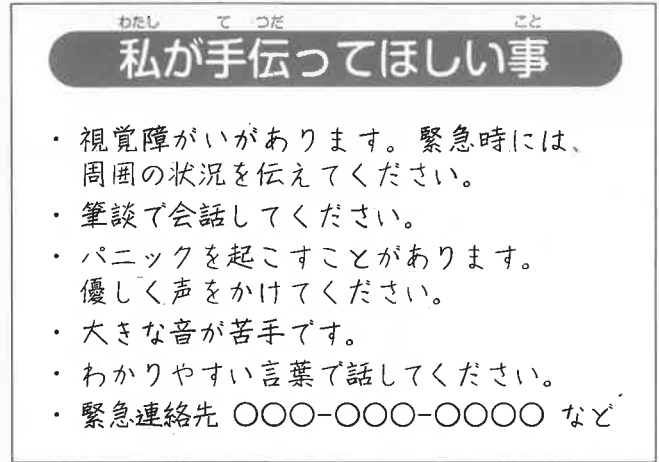 わたし て つだ こと
私が手伝ってほしい事
・視覚障がいがあります。緊急時には、
周囲の状況を伝えてください。
・筆談で会話してください。
・パニックを起こすことがあります。
優しく声をかけてください。
・大きな音が苦手です。
・わかりやすい言葉で話してください。
・緊急連絡先 〇〇〇-〇〇〇-〇〇〇〇 など